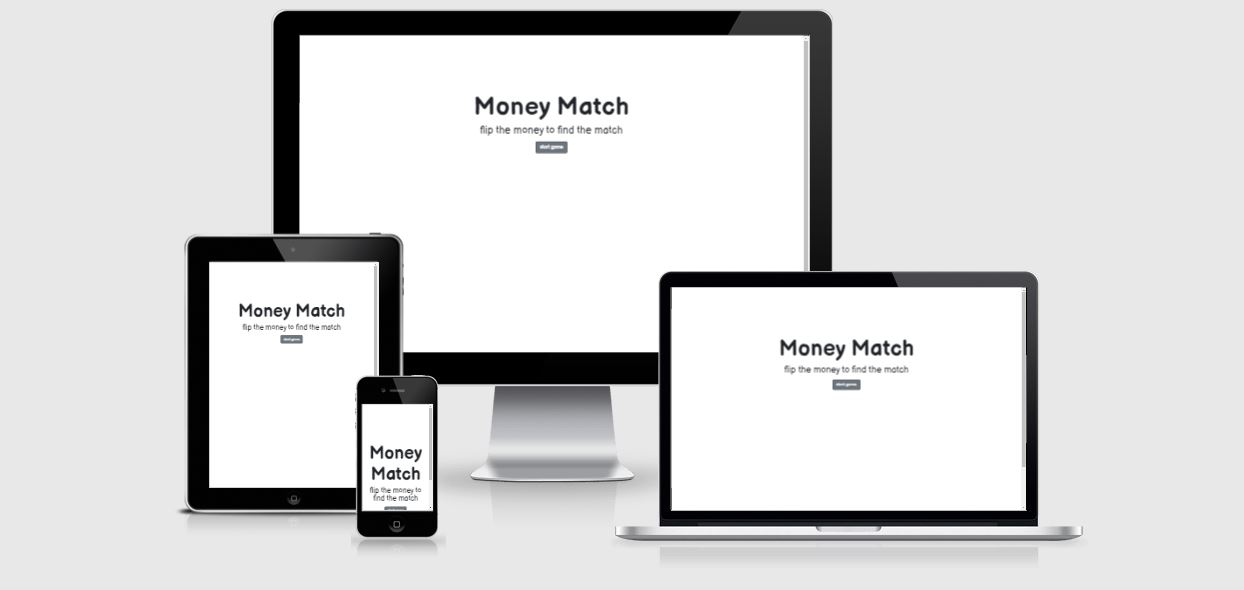 Money Match
flip the money to find the match
start game
Money Match
flip the money to find the match
start game
Money
Match
flip the money to
find the match
Money Match
flip the money to find the match
start game